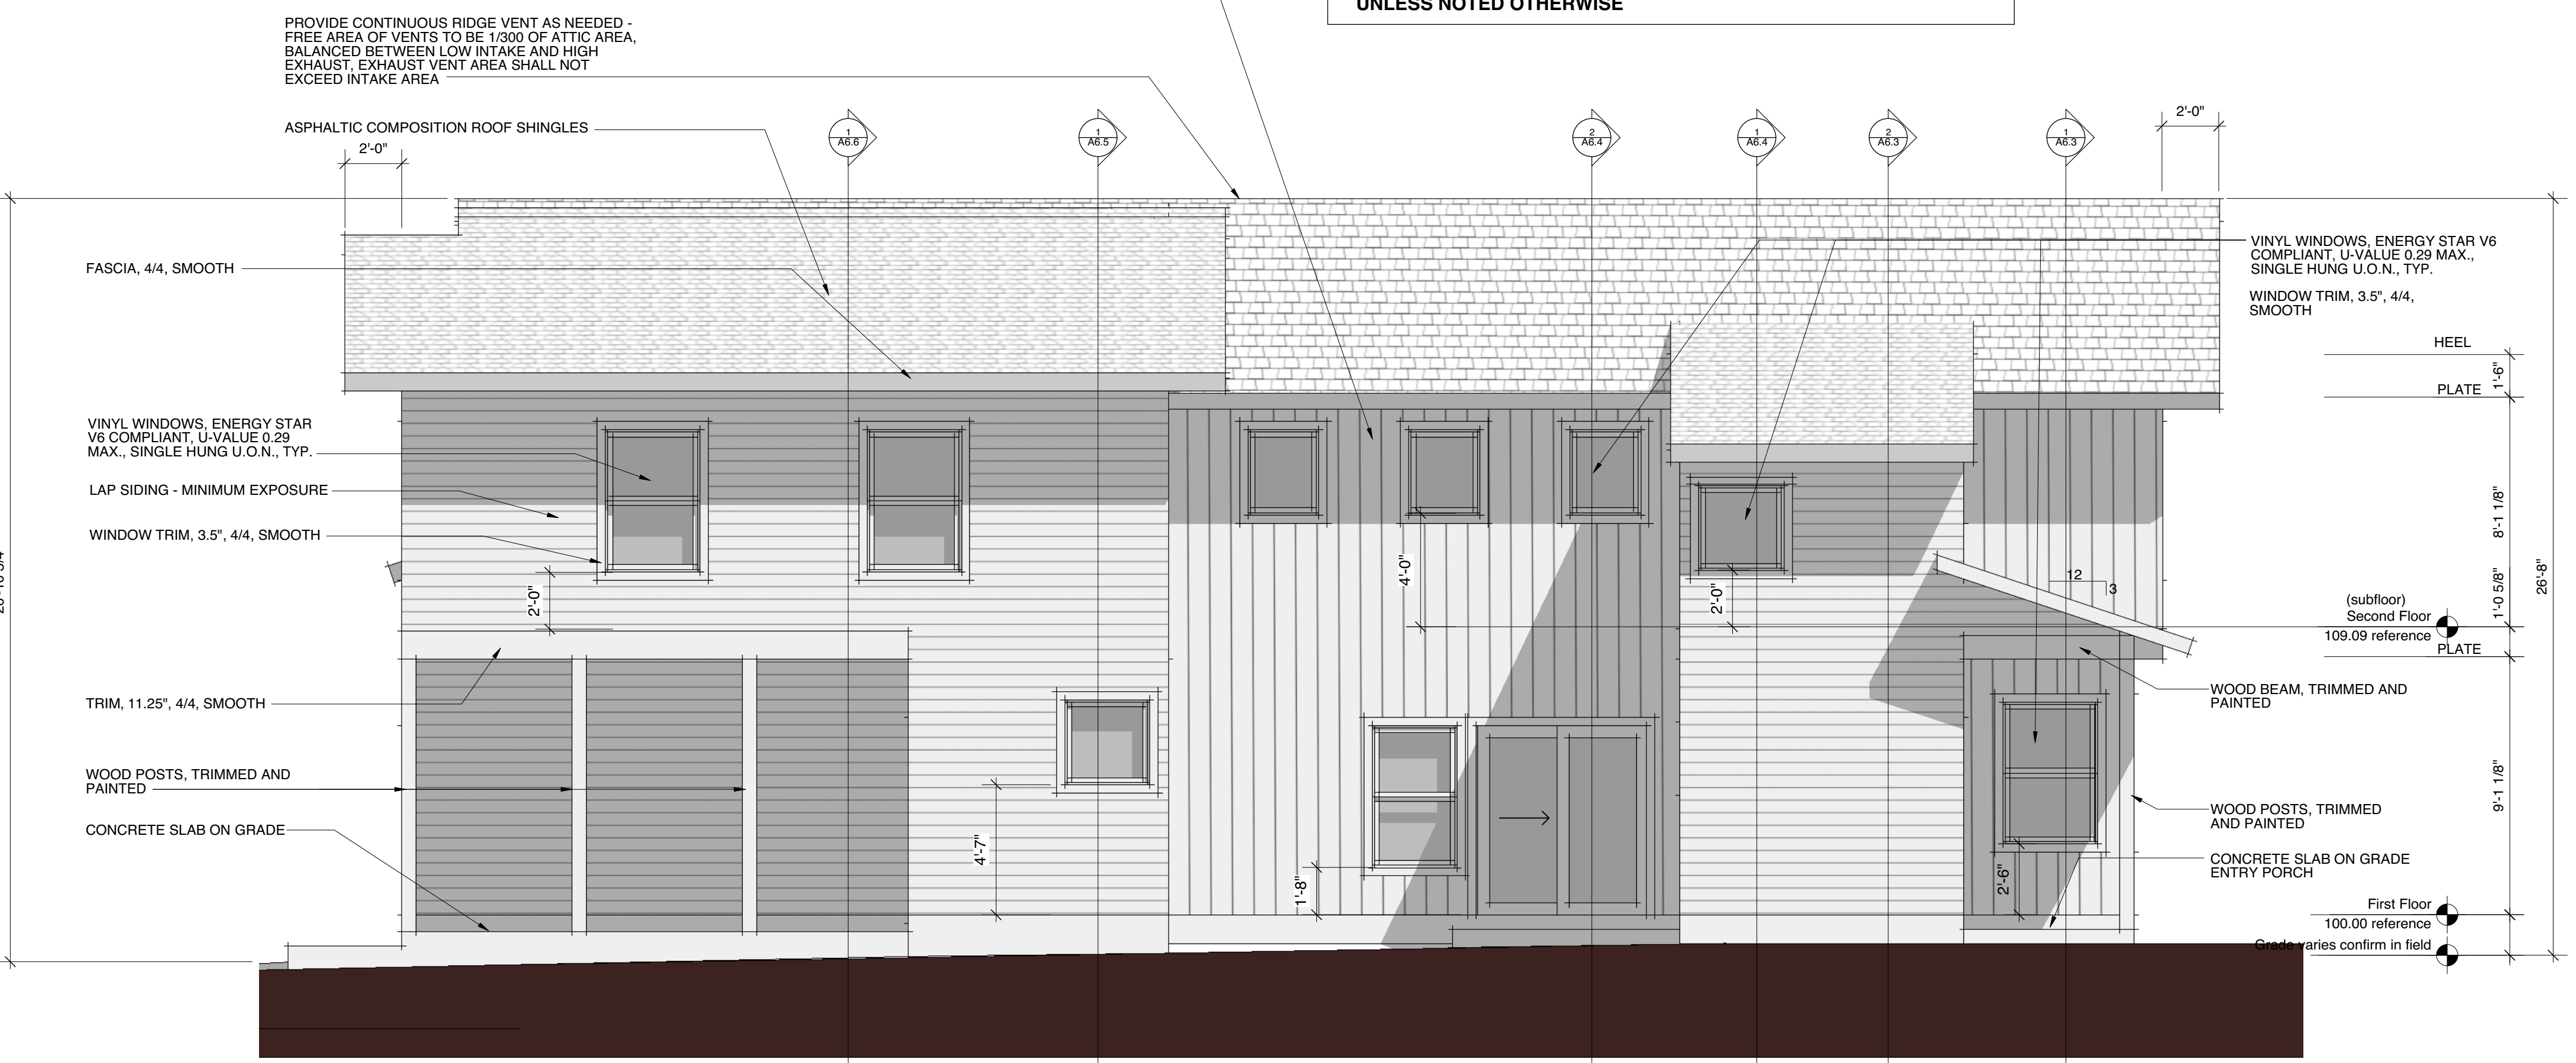 UNLESS NOTED OTHERWISE
PROVIDE CONTINUOUS RIDGE VENT AS NEEDED -
FREE AREA OF VENTS TO BE 1/300 OF ATTIC AREA,
BALANCED BETWEEN LOW INTAKE AND HIGH
EXHAUST, EXHAUST VENT AREA SHALL NOT
EXCEED INTAKE AREA
ASPHALTIC COMPOSITION ROOF SHINGLES
2'-0"
1
A6.6
1
A6.5
2
A6.4
1
A6.4
2
A6.3
1
A6.3
2'-0"
FASCIA, 4/4, SMOOTH
VINYL WINDOWS, ENERGY STAR
V6 COMPLIANT, U-VALUE 0.29
MAX., SINGLE HUNG U.O.N., TYP.
LAP SIDING - MINIMUM EXPOSURE
WINDOW TRIM, 3.5", 4/4, SMOOTH
TRIM, 11.25", 4/4, SMOOTH
WOOD POSTS, TRIMMED AND
PAINTED
CONCRETE SLAB ON GRADE
2'-0"
4'-7"
1'-8"
4'-0"
2'-0"
2'-6"
12
3
VINYL WINDOWS, ENERGY STAR V6
COMPLIANT, U-VALUE 0.29 MAX.,
SINGLE HUNG U.O.N., TYP.
WINDOW TRIM, 3.5", 4/4,
SMOOTH
HEEL
1'-6"
PLATE
8'-1 1/8"
26'-8"
1'-0 5/8"
(subfloor)
Second Floor
109.09 reference
PLATE
WOOD BEAM, TRIMMED AND
PAINTED
9'-1 1/8"
WOOD POSTS, TRIMMED
AND PAINTED
CONCRETE SLAB ON GRADE
ENTRY PORCH
First Floor
100.00 reference
Grade varies confirm in field